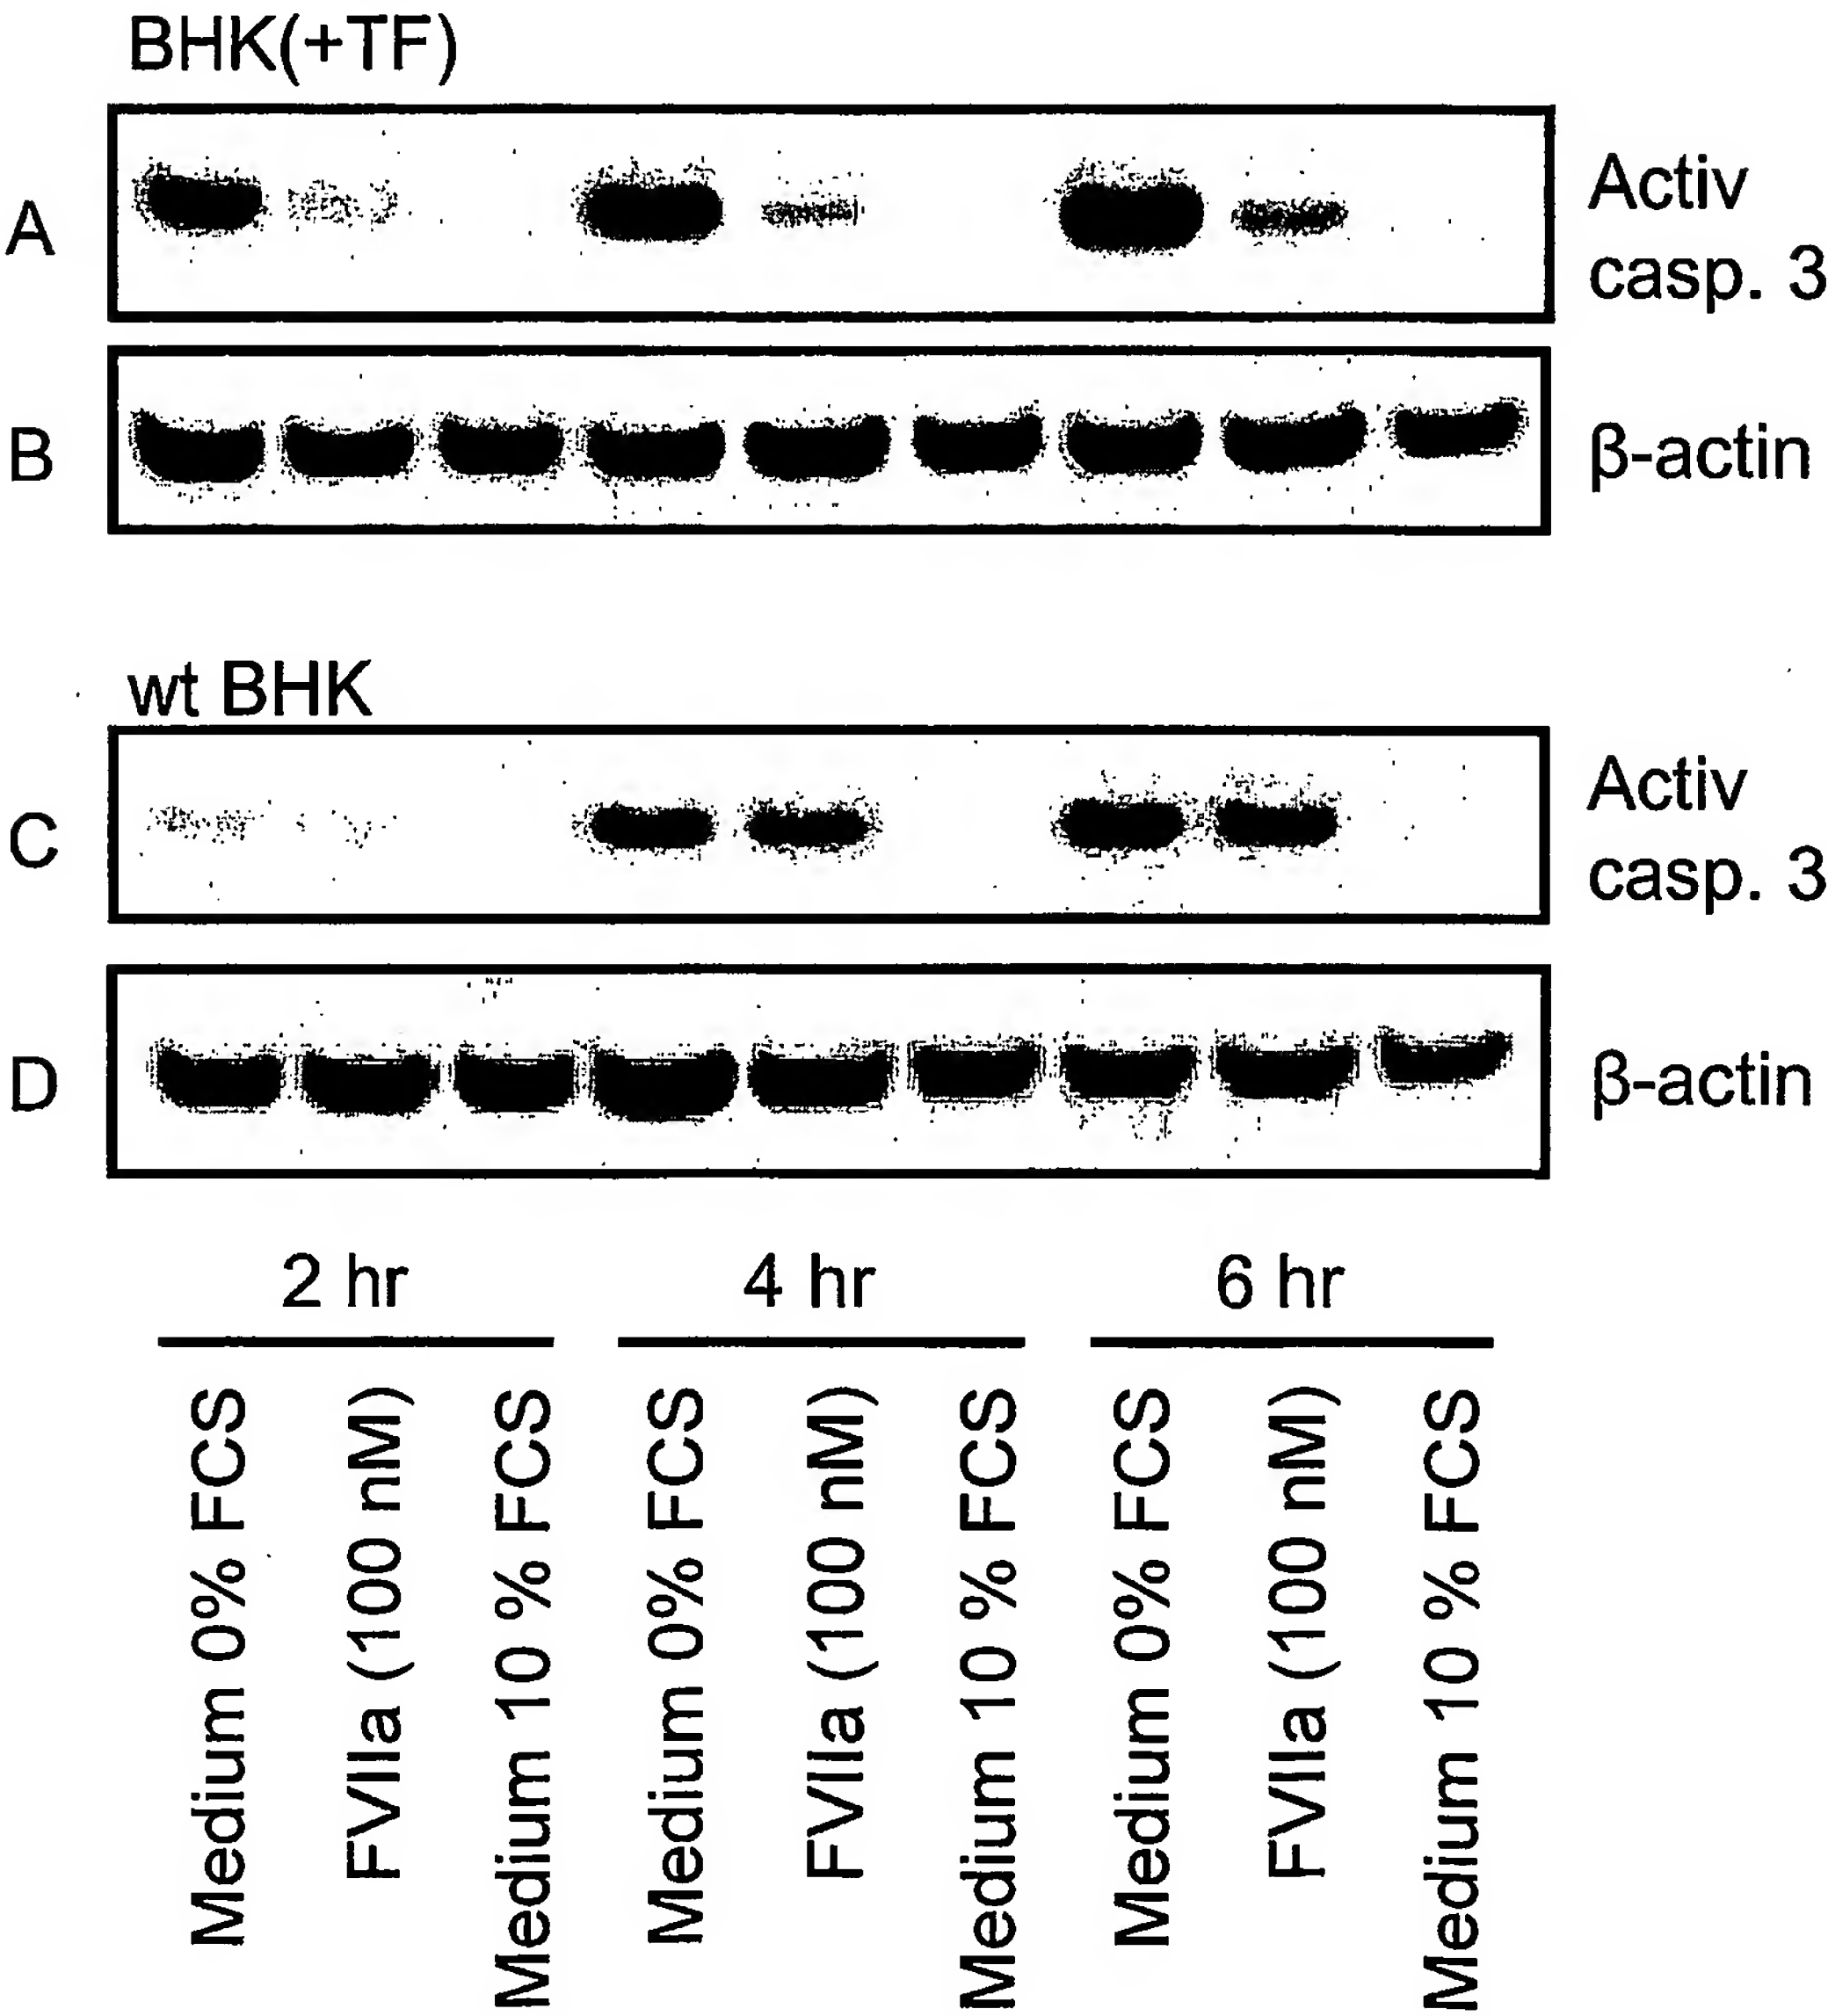 BHK(+TF)
A
Activ
casp. 3
B
β-actin
wt BHK
C
Activ
casp. 3
D
β-actin
2 hr
4 hr
6 hr
Medium 0% FCS
FVIIa (100 nM)
Medium 10 % FCS
Medium 0% FCS
FVIIa (100 nM)
Medium 10 % FCS
Medium 0% FCS
FVIIa (100 nM)
Medium 10 % FCS